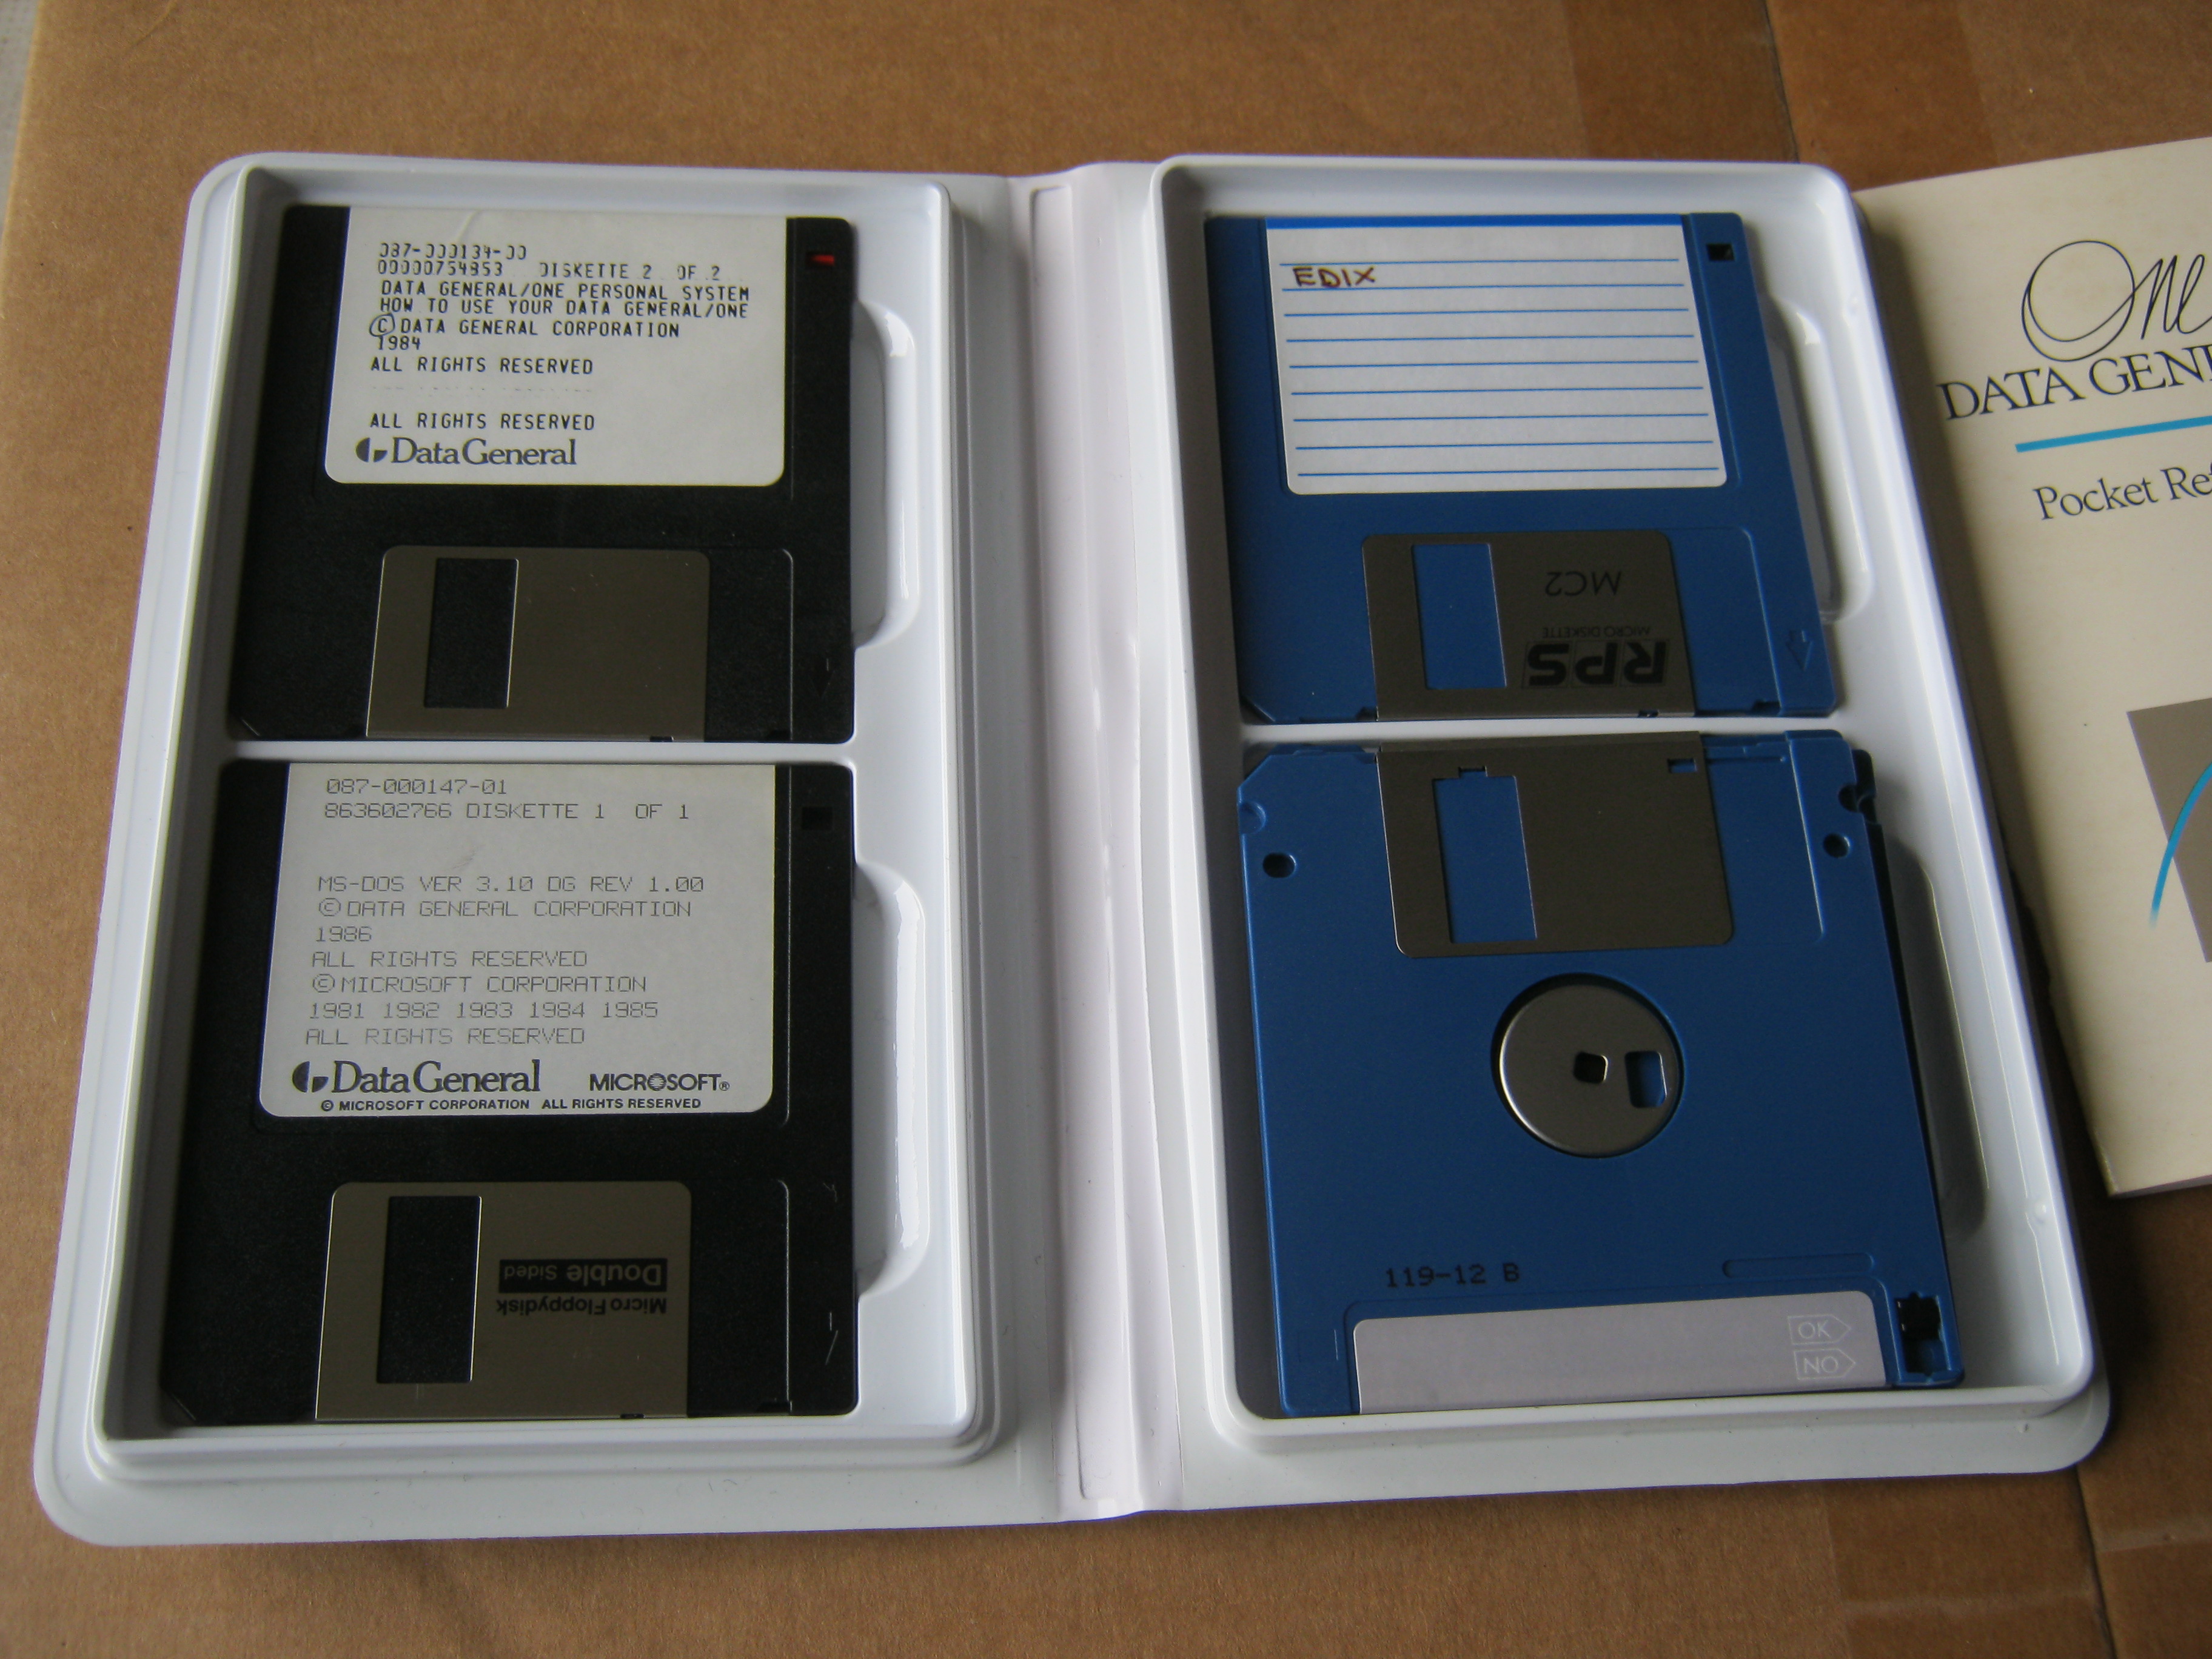 087-000134-00
00000754853 DISKETTE 2 OF 2
DATA GENERAL/ONE PERSONAL SYSTEM
HOW TO USE YOUR DATA GENERAL/ONE
© DATA GENERAL CORPORATION
1984
ALL RIGHTS RESERVED
ALL RIGHTS RESERVED
Data General
087-000147-01
863602766 DISKETTE 1 OF 1
MS-DOS VER 3.10 DG REV 1.00
© DATA GENERAL CORPORATION
1986
ALL RIGHTS RESERVED
© MICROSOFT CORPORATION
1981 1982 1983 1984 1985
ALL RIGHTS RESERVED
Data General MICROSOFT®
© MICROSOFT CORPORATION ALL RIGHTS RESERVED
Micro Floppydisk
Double Sided
EDIX
RPS
MICRO DISKETTE
MC2
119-12 B
OK
NO
One
DATA GENE
Pocket Ref